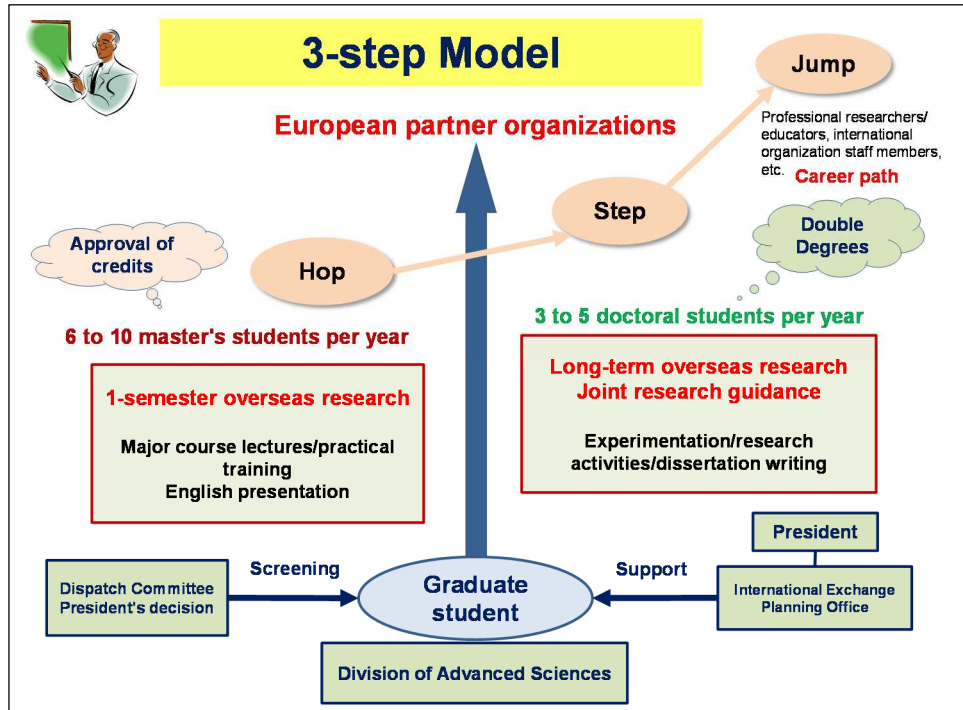 3-step Model
Jump
European partner organizations
Professional researchers/
educators, international
organization staff members,
etc.
Career path
Step
Double
Degrees
Approval of
credits
Hop
6 to 10 master's students per year
3 to 5 doctoral students per year
1-semester overseas research
Major course lectures/practical
training
English presentation
Long-term overseas research
Joint research guidance
Experimentation/research
activities/dissertation writing
President
Dispatch Committee
President's decision
Screening
Graduate
student
Support
International Exchange
Planning Office
Division of Advanced Sciences